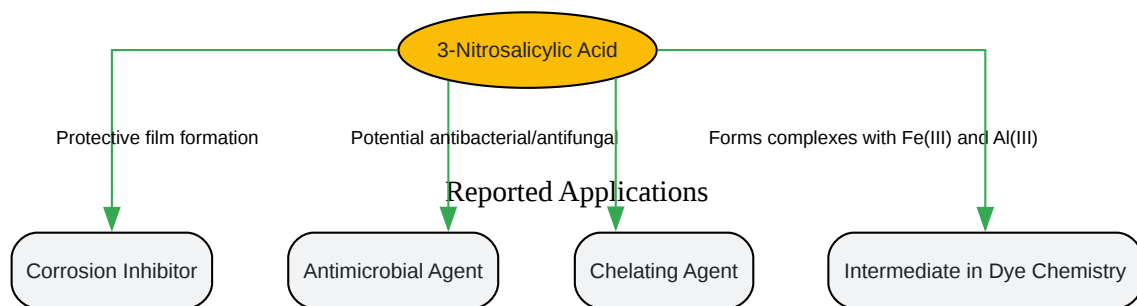 3-Nitrosalicylic Acid
Protective film formation
Potential antibacterial/antifungal
Forms complexes with Fe(III) and Al(III)
Reported Applications
Corrosion Inhibitor
Antimicrobial Agent
Chelating Agent
Intermediate in Dye Chemistry